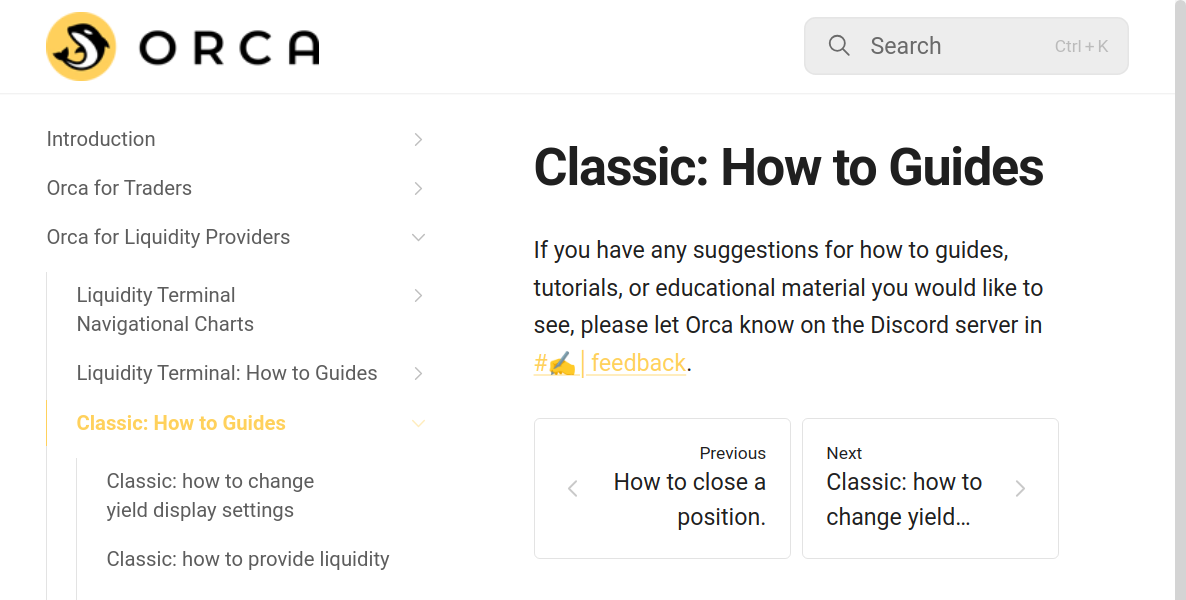 ORCA
Search
Ctrl + K
Introduction
Orca for Traders
Orca for Liquidity Providers
Liquidity Terminal
Navigational Charts
Liquidity Terminal: How to Guides
Classic: How to Guides
Classic: how to change
yield display settings
Classic: how to provide liquidity
Classic: How to Guides
If you have any suggestions for how to guides,
tutorials, or educational material you would like to
see, please let Orca know on the Discord server in
#✍️│feedback.
Previous
How to close a
position.
Next
Classic: how to
change yield…